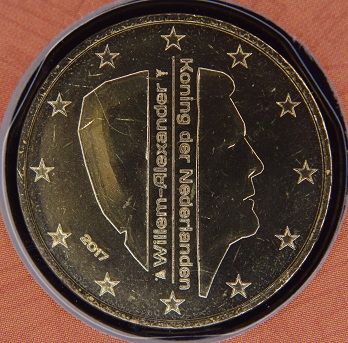 Willem-Alexander
Koning der Nederlanden
2017